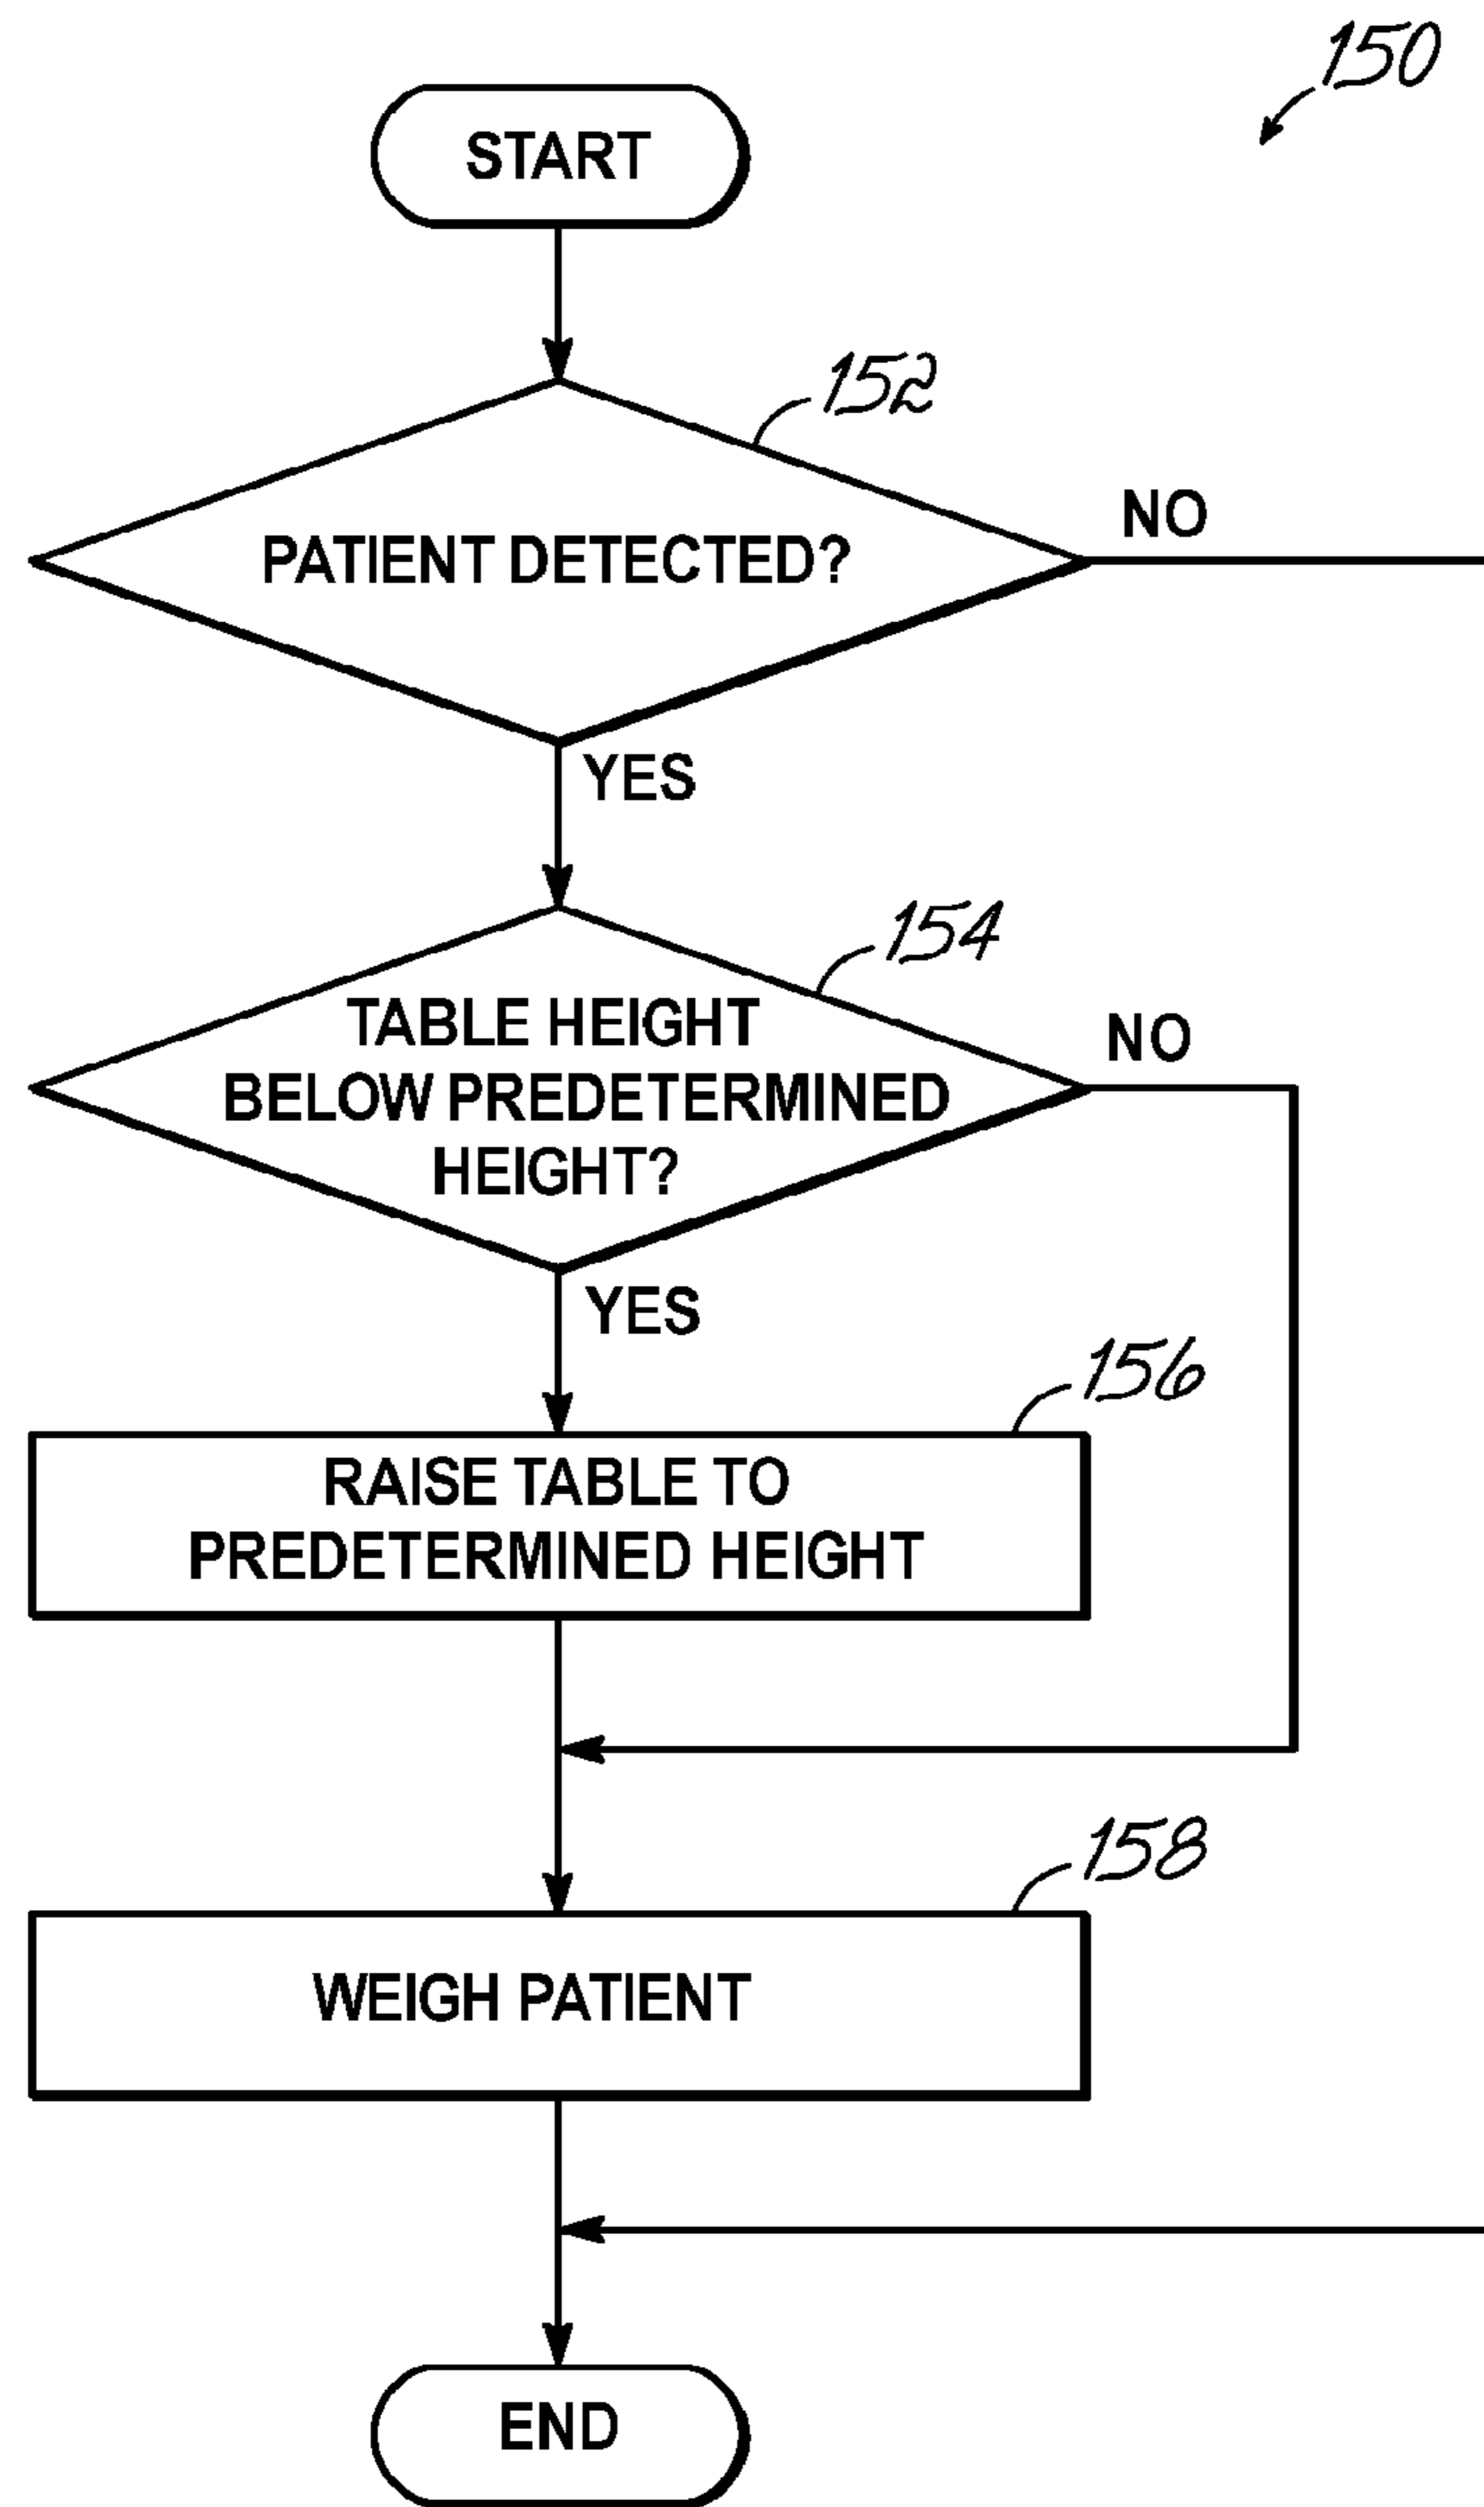 150
START
152
PATIENT DETECTED?
NO
YES
154
TABLE HEIGHT
BELOW PREDETERMINED
HEIGHT?
NO
YES
156
RAISE TABLE TO
PREDETERMINED HEIGHT
158
WEIGH PATIENT
END